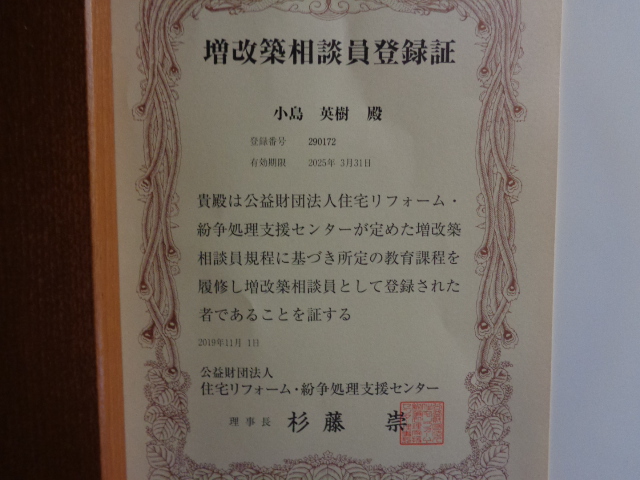 増改築相談員登録証
小島 英樹 殿
登録番号 290172
有効期限 2025年 3月31日
貴殿は公益財団法人住宅リフォーム・
紛争処理支援センターが定めた増改築
相談員規程に基づき所定の教育課程を
履修し増改築相談員として登録された
者であることを証する
2019年11月 1日
公益財団法人
住宅リフォーム・紛争処理支援センター
理事長 杉藤 崇